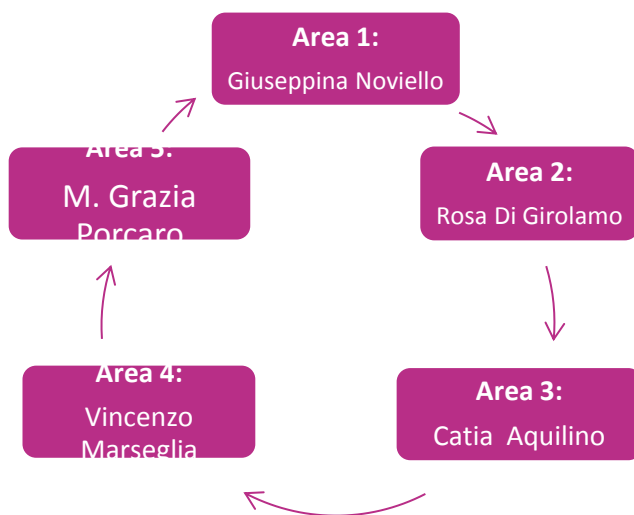 Area 1:
Giuseppina Noviello
Area 2:
Rosa Di Girolamo
Area 3:
Catia Aquilino
Area 4:
Vincenzo
Marseglia
Area 5:
M. Grazia
Porcaro